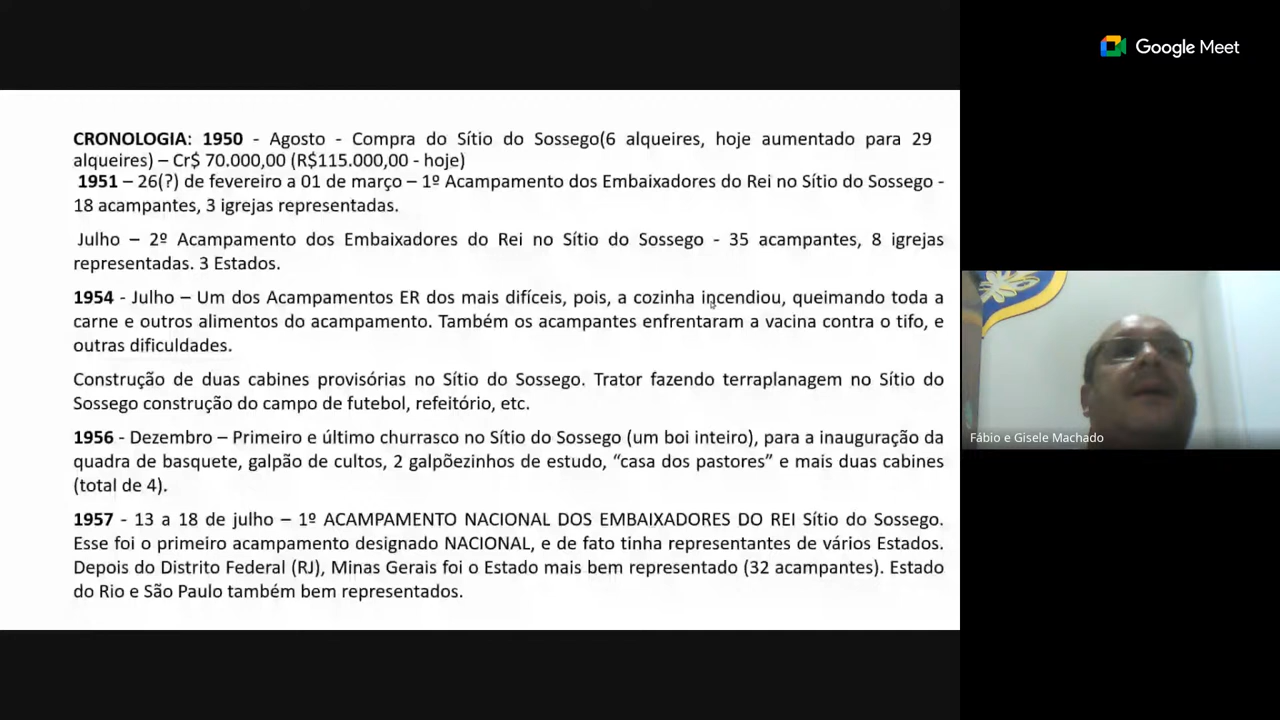 Google Meet
CRONOLOGIA: 1950 - Agosto - Compra do Sítio do Sossego(6 alqueires, hoje aumentado para 29
alqueires) – Cr$ 70.000,00 (R$115.000,00 - hoje)
1951 – 26(?) de fevereiro a 01 de março – 1º Acampamento dos Embaixadores do Rei no Sítio do Sossego -
18 acampantes, 3 igrejas representadas.
Julho – 2º Acampamento dos Embaixadores do Rei no Sítio do Sossego - 35 acampantes, 8 igrejas
representadas. 3 Estados.
1954 - Julho – Um dos Acampamentos ER dos mais difíceis, pois, a cozinha incendiou, queimando toda a
carne e outros alimentos do acampamento. Também os acampantes enfrentaram a vacina contra o tifo, e
outras dificuldades.
Construção de duas cabines provisórias no Sítio do Sossego. Trator fazendo terraplanagem no Sítio do
Sossego construção do campo de futebol, refeitório, etc.
1956 - Dezembro – Primeiro e último churrasco no Sítio do Sossego (um boi inteiro), para a inauguração da
quadra de basquete, galpão de cultos, 2 galpõezinhos de estudo, “casa dos pastores” e mais duas cabines
(total de 4).
1957 - 13 a 18 de julho – 1º ACAMPAMENTO NACIONAL DOS EMBAIXADORES DO REI Sítio do Sossego.
Esse foi o primeiro acampamento designado NACIONAL, e de fato tinha representantes de vários Estados.
Depois do Distrito Federal (RJ), Minas Gerais foi o Estado mais bem representado (32 acampantes). Estado
do Rio e São Paulo também bem representados.
Fábio e Gisele Machado